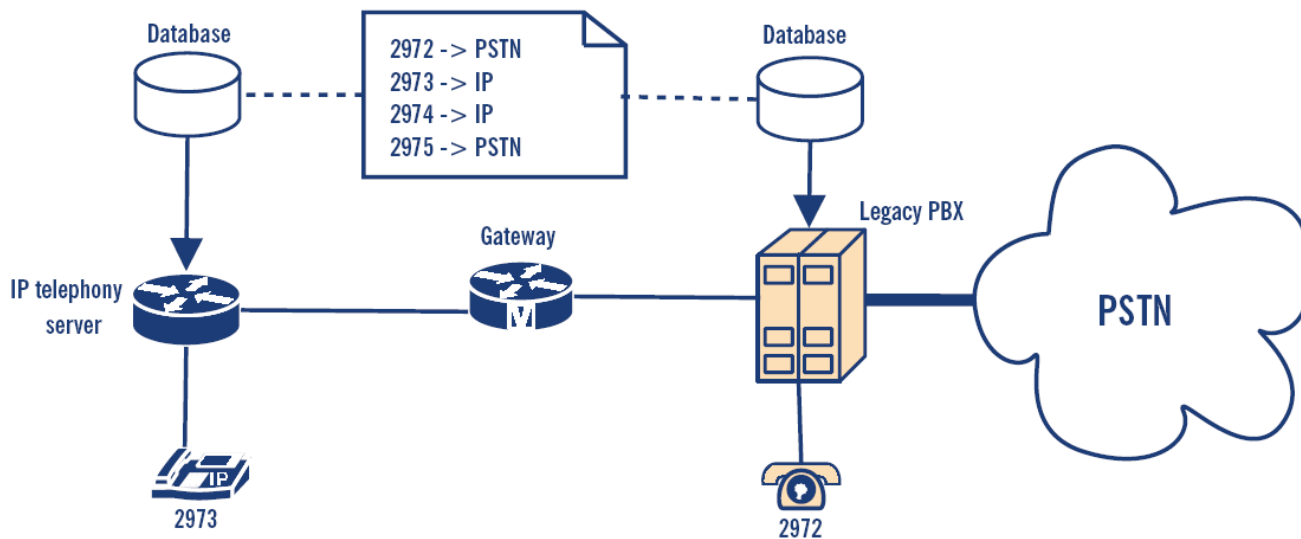 Database
2972 -> PSTN
2973 -> IP
2974 -> IP
2975 -> PSTN
Database
Legacy PBX
Gateway
IP telephony
server
M
PSTN
IP
2973
2972